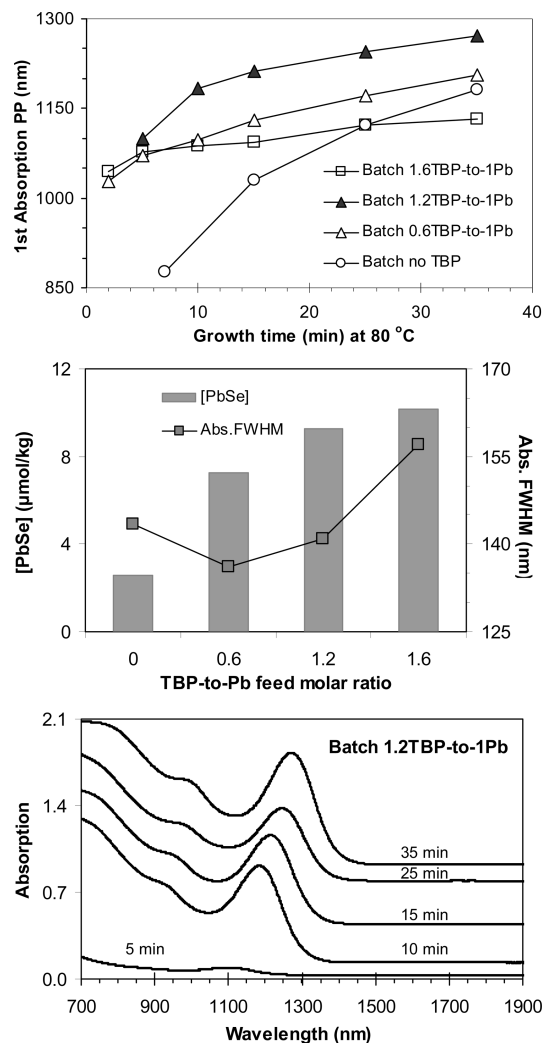 1300
1150
1000
850
1st Absorption PP (nm)
Batch 1.6TBP-to-1Pb
Batch 1.2TBP-to-1Pb
Batch 0.6TBP-to-1Pb
Batch no TBP
0 10 20 30 40
Growth time (min) at 80 °C
12
8
4
0
[PbSe] (μmol/kg)
[PbSe]
Abs.FWHM
170
155
140
125
Abs. FWHM (nm)
0 0.6 1.2 1.6
TBP-to-Pb feed molar ratio
2.1
1.4
0.7
0.0
Absorption
Batch 1.2TBP-to-1Pb
35 min
25 min
15 min
10 min
5 min
700 900 1100 1300 1500 1700 1900
Wavelength (nm)